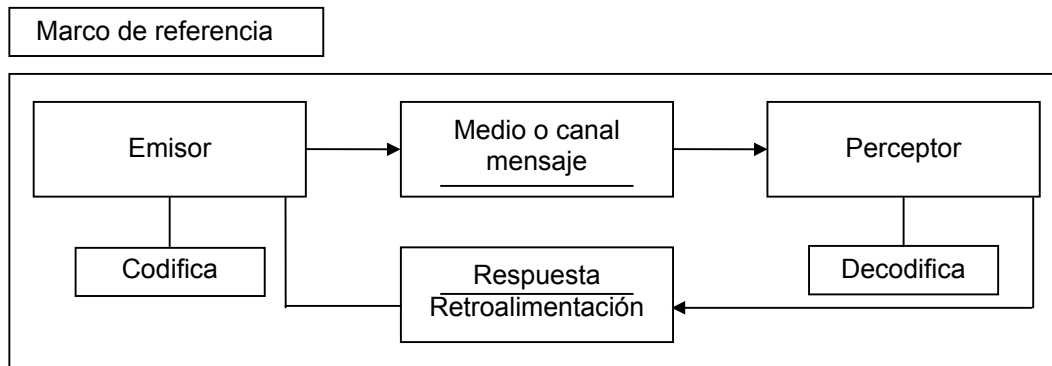 Marco de referencia
Emisor
Medio o canal
mensaje
Perceptor
Codifica
Respuesta
Retroalimentación
Decodifica